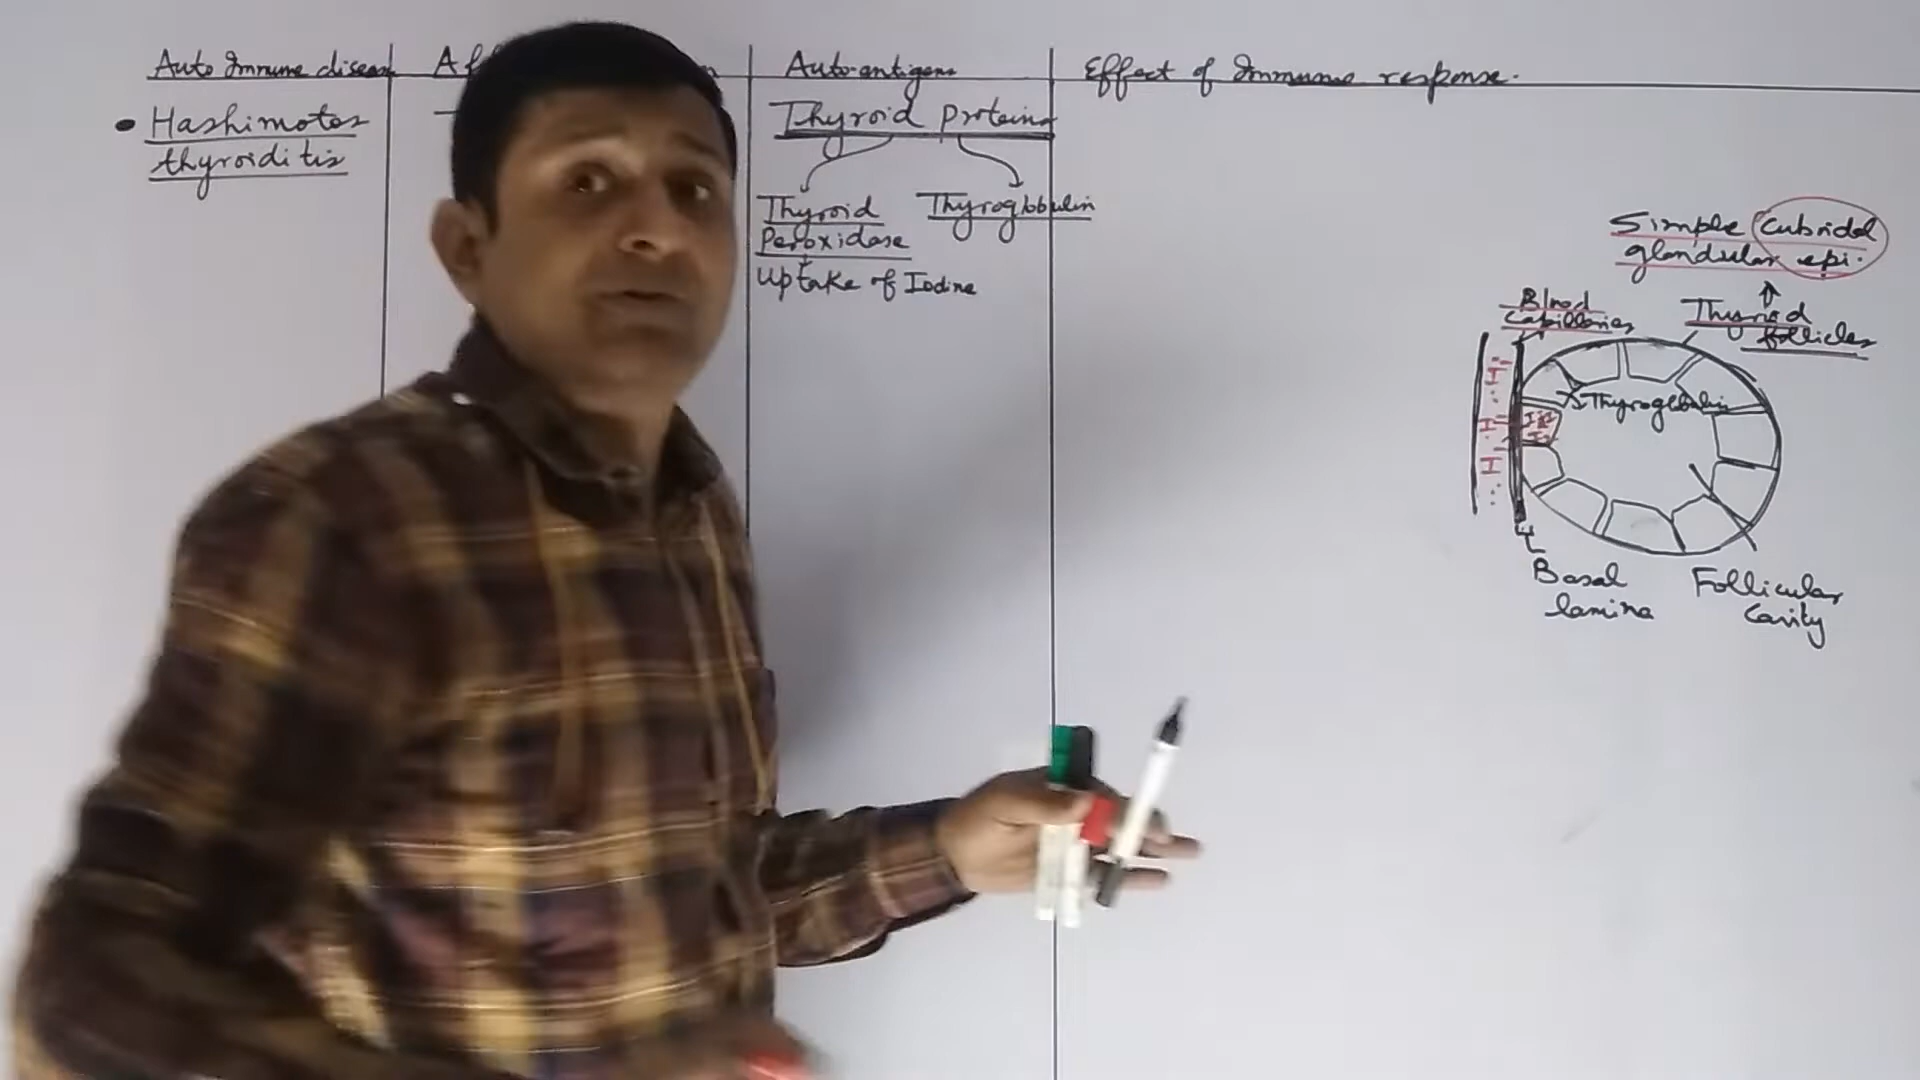 Auto Immune disease
Auto-antigens
Effect of Immune response.
Hashimotos
thyroiditis
Thyroid Proteins
Thyroid
Peroxidase
Thyroglobulin
Uptake of Iodine
Simple Cuboidal
glandular epi.
Blood
Capillaries
Thyroid
follicles
Thyroglobulin
I
I
I
Basal
lamina
Follicular
Cavity